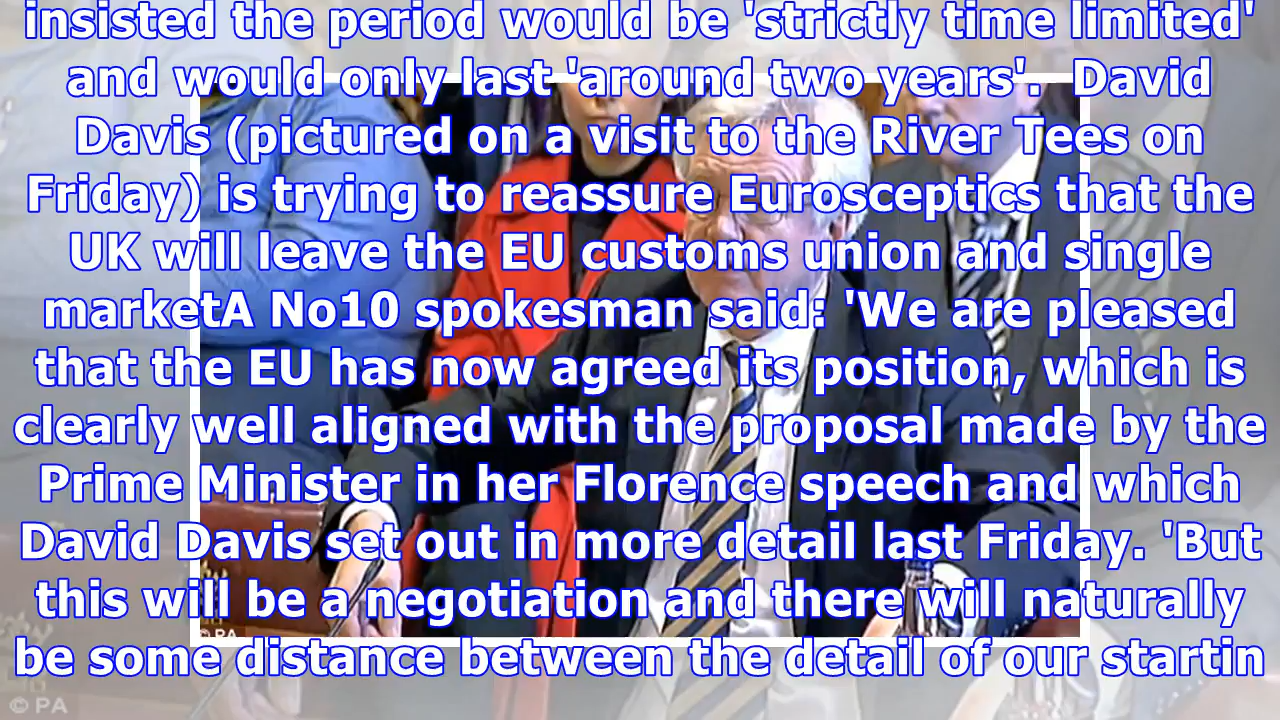 insisted the period would be 'strictly time limited'
and would only last 'around two years'.  David
Davis (pictured on a visit to the River Tees on
Friday) is trying to reassure Eurosceptics that the
UK will leave the EU customs union and single
marketA No10 spokesman said: 'We are pleased
that the EU has now agreed its position, which is
clearly well aligned with the proposal made by the
Prime Minister in her Florence speech and which
David Davis set out in more detail last Friday. 'But
this will be a negotiation and there will naturally
be some distance between the detail of our startin
© PA
© PA